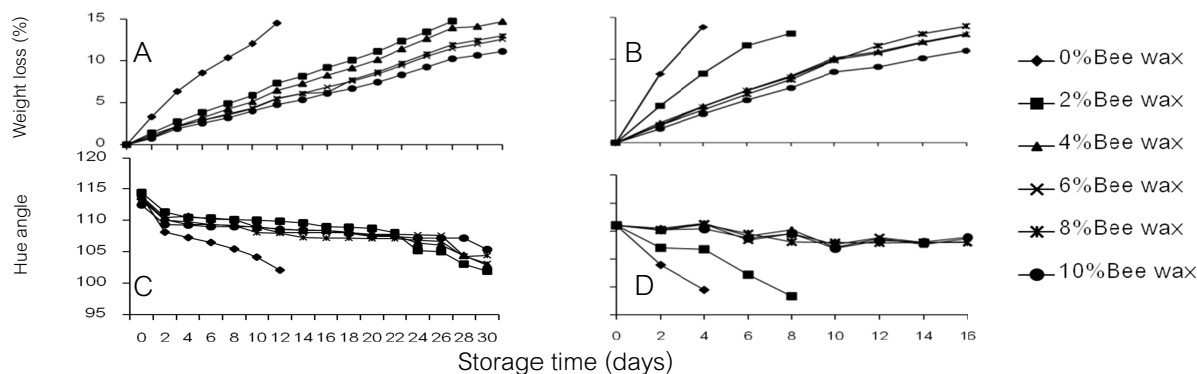 Weight loss (%)
15
10
5
0
A
B
0%Bee wax
2%Bee wax
4%Bee wax
6%Bee wax
8%Bee wax
10%Bee wax
Hue angle
120
115
110
105
100
95
C
D
0 2 4 6 8 10 12 14 16 18 20 22 24 26 28 30
0 2 4 6 8 10 12 14 16
Storage time (days)